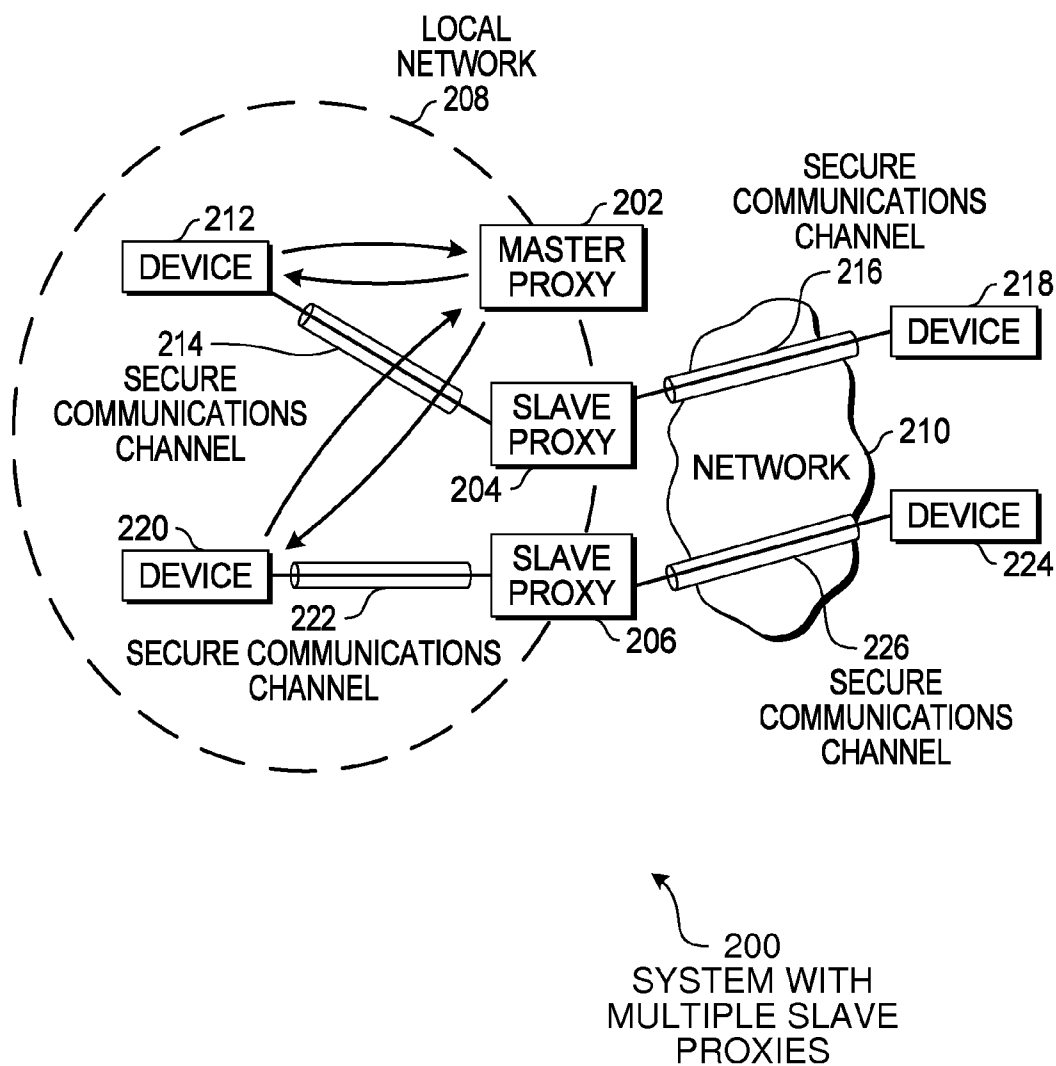 LOCAL
NETWORK
208
212
DEVICE
202
MASTER
PROXY
SECURE
COMMUNICATIONS
CHANNEL
216
218
DEVICE
214
SECURE
COMMUNICATIONS
CHANNEL
SLAVE
PROXY
204
210
NETWORK
220
DEVICE
222
SECURE COMMUNICATIONS
CHANNEL
SLAVE
PROXY
206
DEVICE
224
226
SECURE
COMMUNICATIONS
CHANNEL
200
SYSTEM WITH
MULTIPLE SLAVE
PROXIES